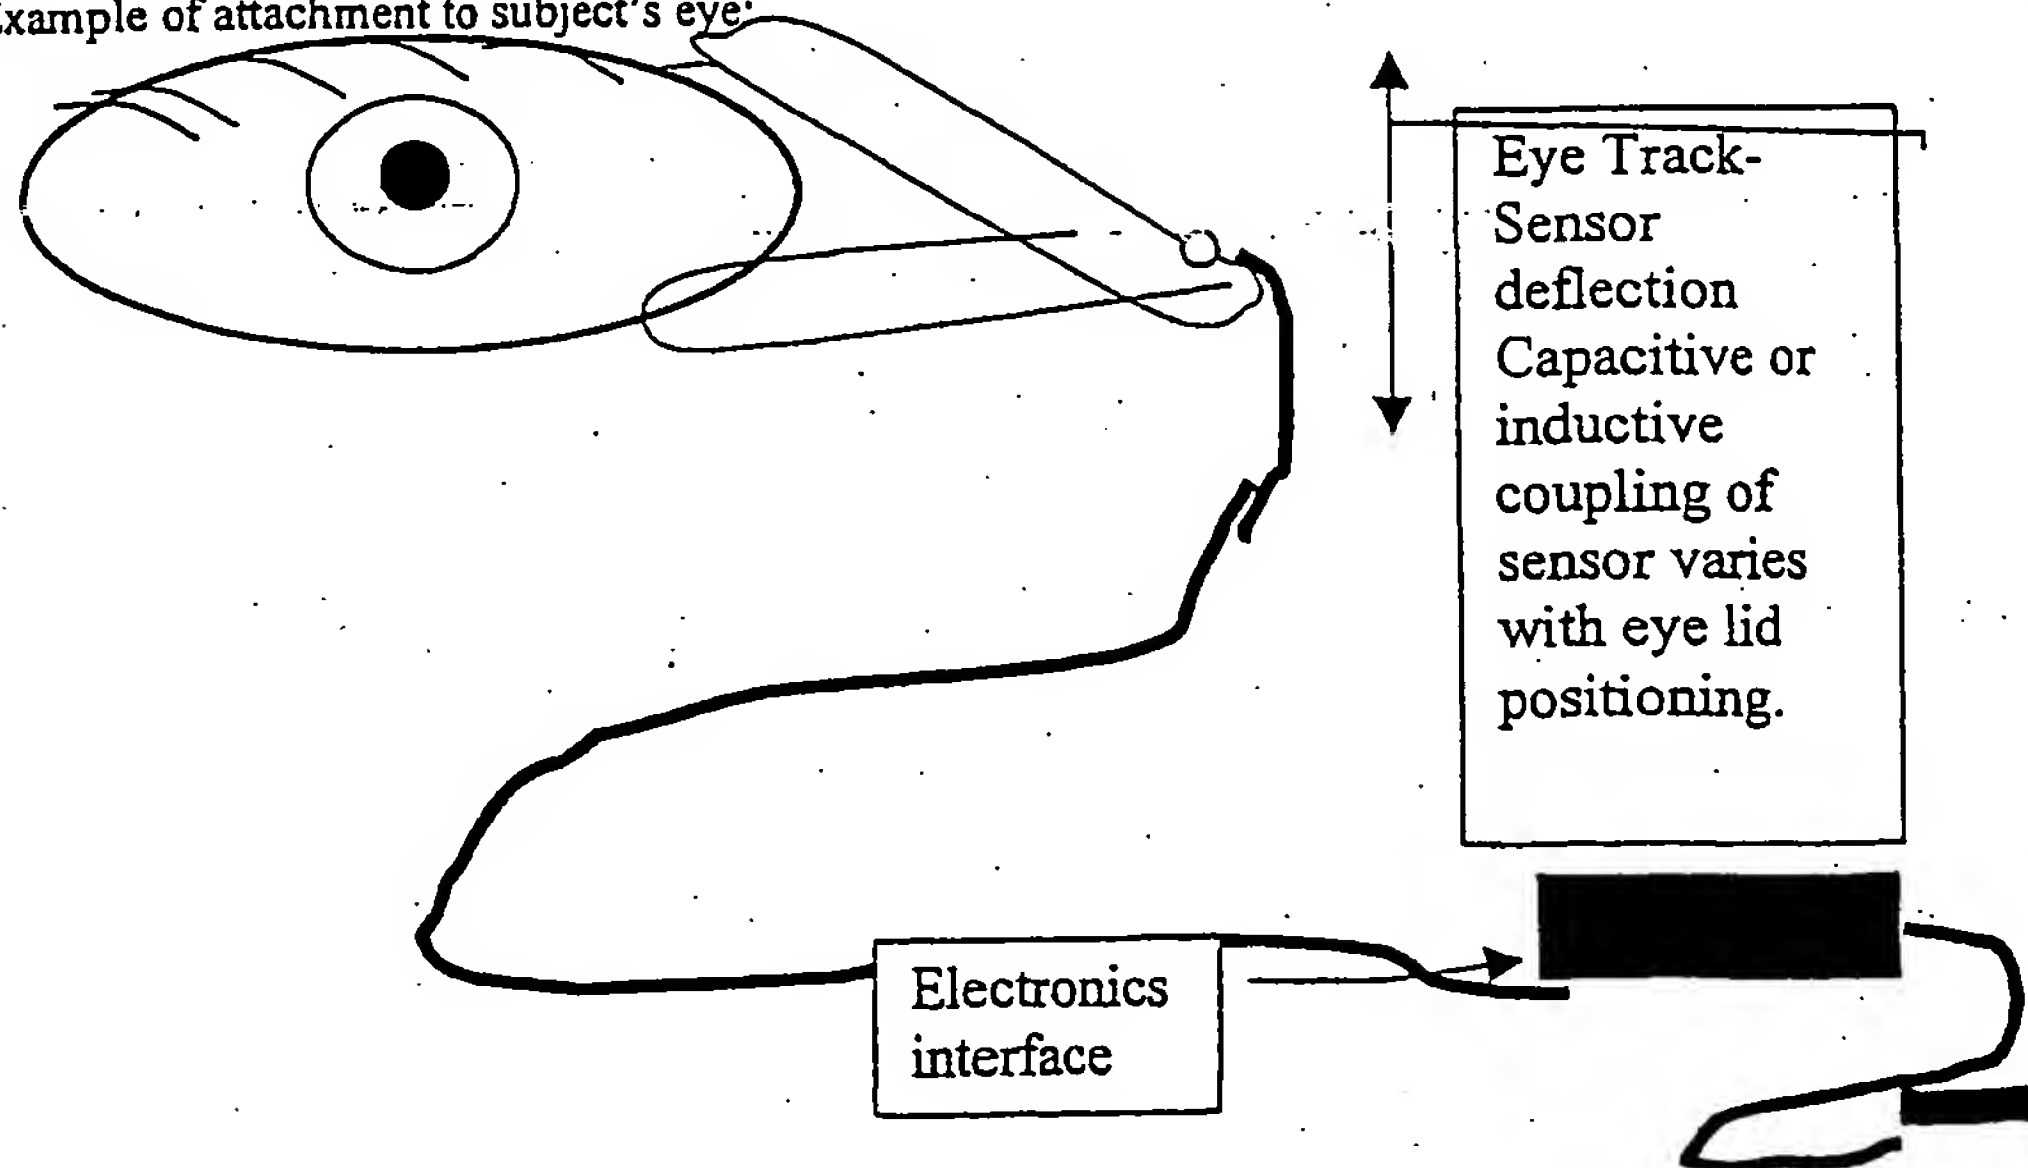 Example of attachment to subject's eye:
Eye Track-
Sensor
deflection
Capacitive or
inductive
coupling of
sensor varies
with eye lid
positioning.
Electronics
interface